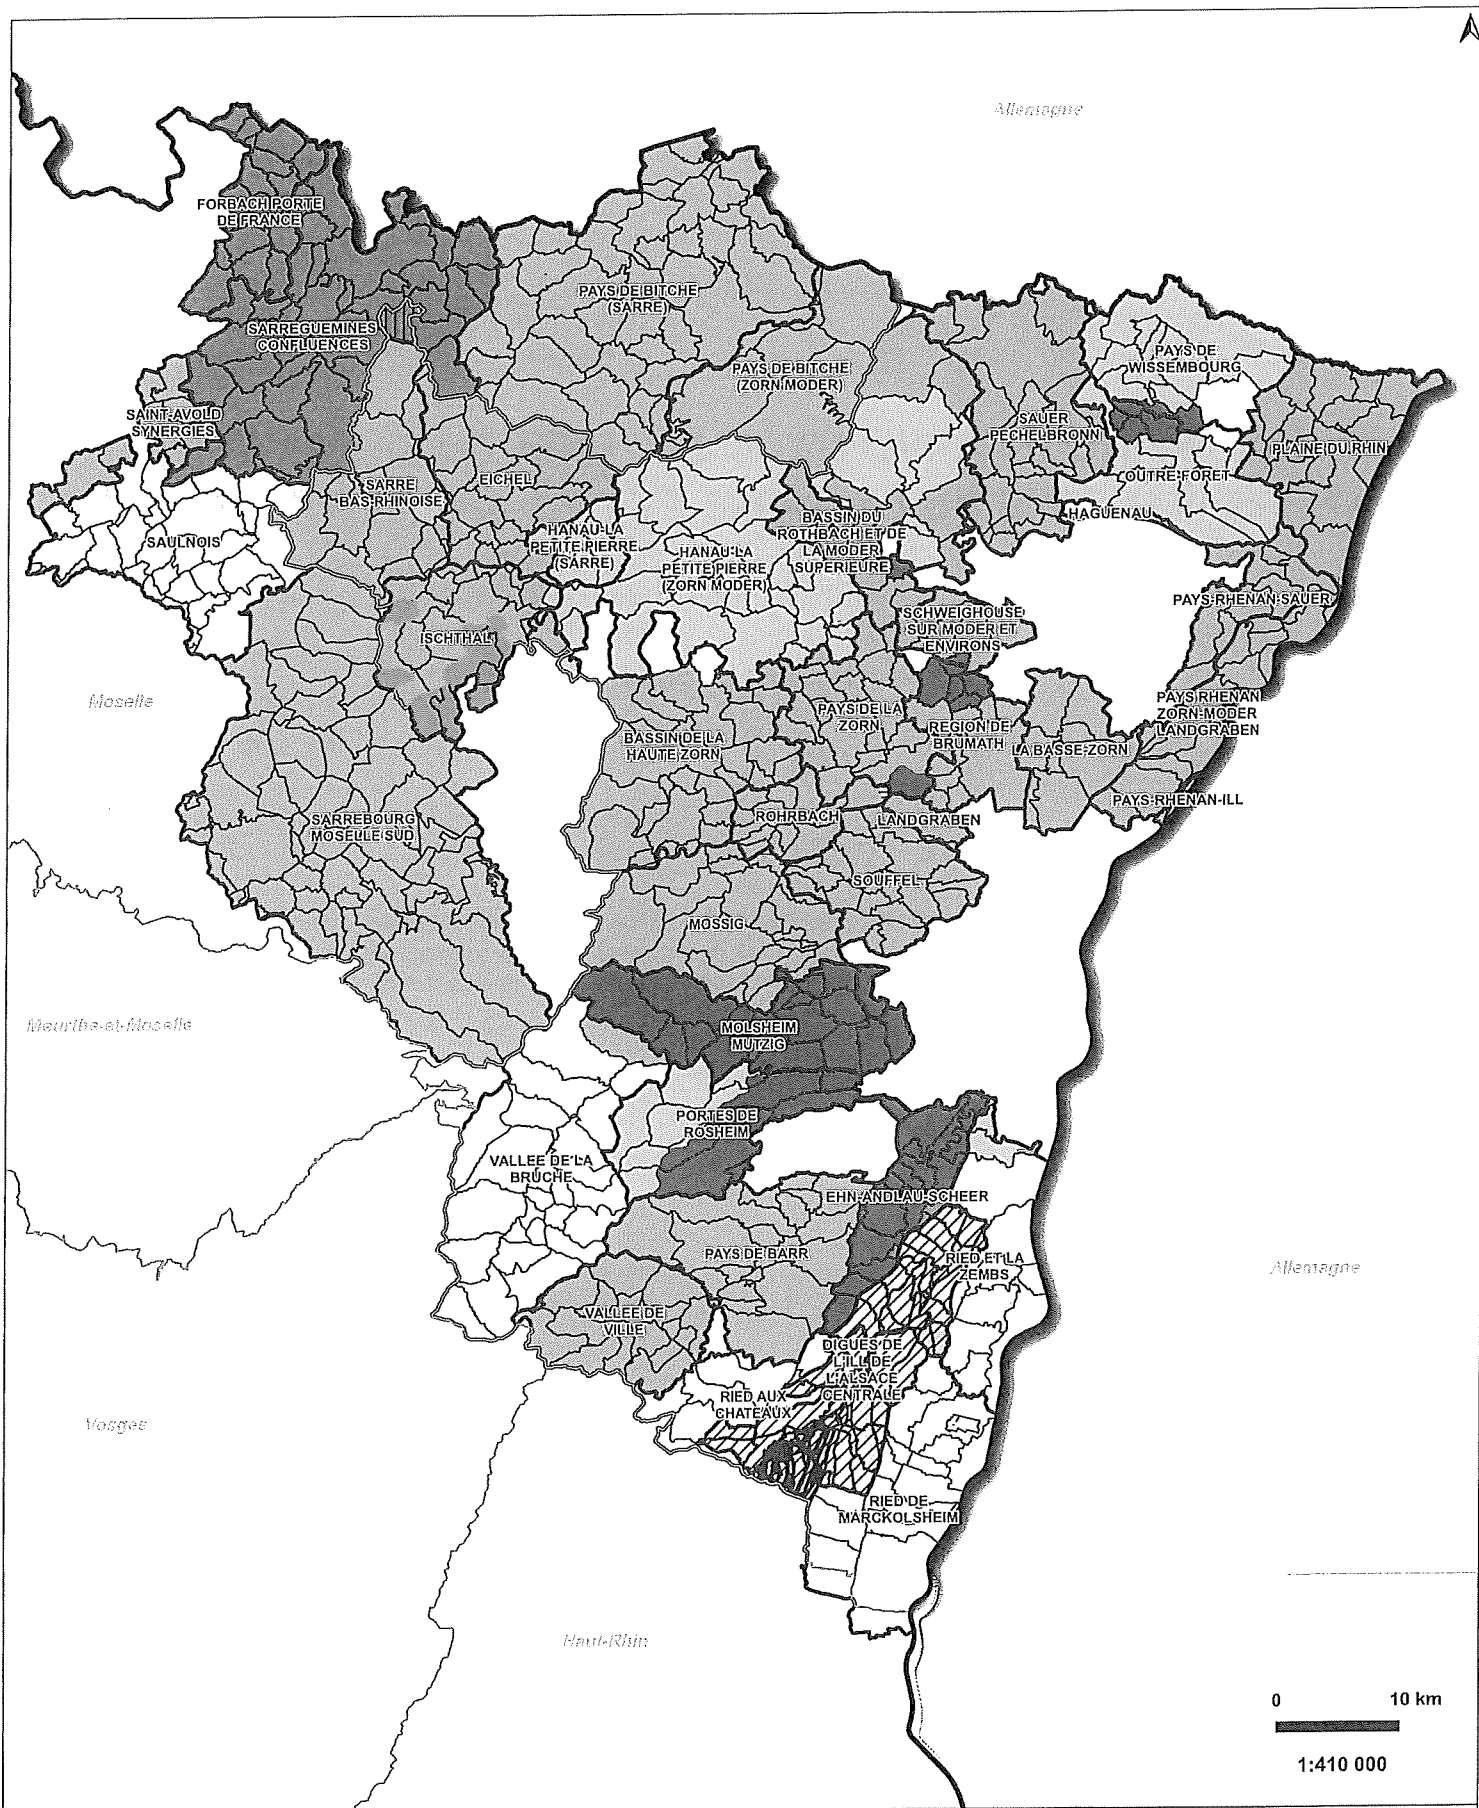 Allemagne
FORBACH PORTE
DE FRANCE
PAYS DE BITCHE
(SARRE)
SARREGUEMINES
CONFLUENCES
PAYS DE
WISSEMBOURG
PAYS DE BITCHE
(ZORN MODER)
SAINT-AVOLD
SYNERGIES
SAUER
PECHELBRONN
PLAINE DU RHIN
SARRE
BAS-RHINOISE
EICHEL
OUTRE-FORET
HAGUENAU
SAULNOIS
HANAU-LA
PETITE PIERRE
(SARRE)
HANAU-LA
PETITE PIERRE
(ZORN MODER)
BASSIN DU
ROTHBACH ET DE
LA MODER
SUPERIEURE
PAYS-RHENAN-SAUER
ISCHTHAL
SCHWEIGHOUSE
SUR MODER ET
ENVIRONS
Moselle
PAYS RHENAN
ZORN-MODER
LANDGRABEN
PAYS DE LA
ZORN
REGION DE
BRUMATH
BASSIN DE LA
HAUTE ZORN
LA BASSE-ZORN
PAYS-RHENAN-ILL
SARREBOURG
MOSELLE SUD
ROHRBACH
LANDGRABEN
SOUFFEL
MOSSIG
Meurthe-et-Moselle
MOLSHEIM
MUTZIG
PORTES DE
ROSHEIM
VALLEE DE LA
BRUCHE
EHN-ANDLAU-SCHEER
PAYS DE BARR
RIED ET LA
ZEMBS
Allemagne
VALLEE DE
VILLE
DIGUES DE
L'ILL DE
L'ALSACE
CENTRALE
RIED AUX
CHATEAUX
Vosges
RIED DE
MARCKOLSHEIM
Haut-Rhin
0 10 km
1:410 000